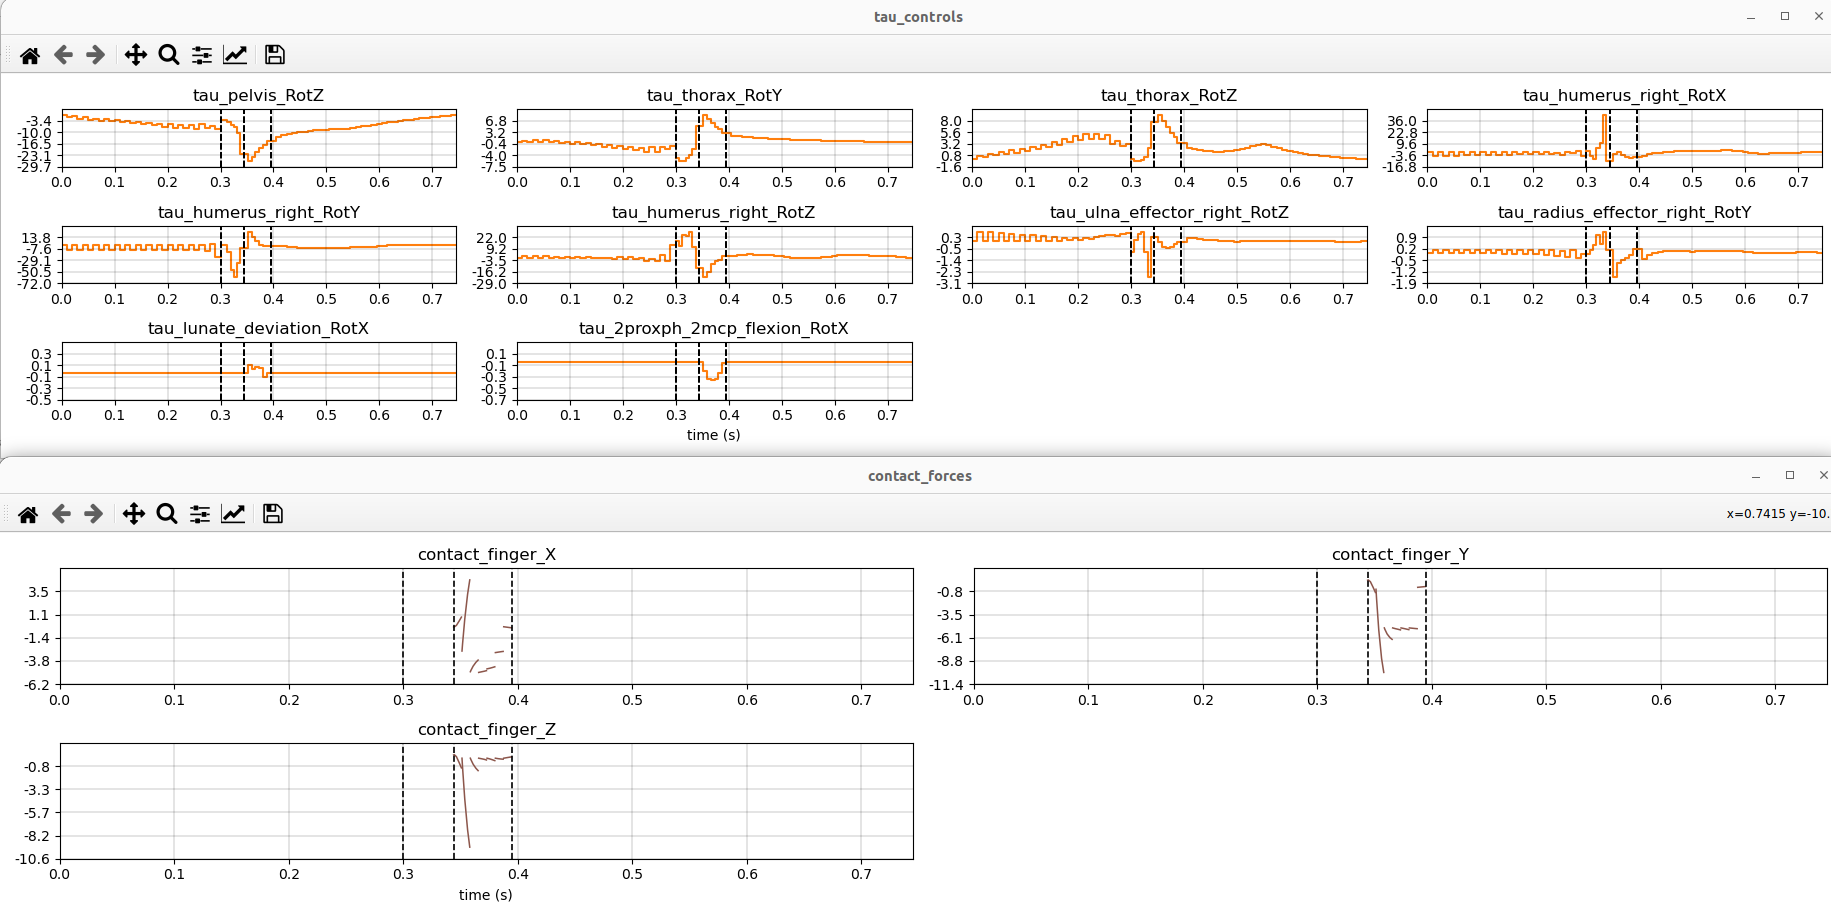 tau_controls
tau_pelvis_RotZ
tau_thorax_RotY
tau_thorax_RotZ
tau_humerus_right_RotX
-3.4
-10.0
-16.5
-23.1
-29.7
0.0 0.1 0.2 0.3 0.4 0.5 0.6 0.7
6.8
3.2
-0.4
-4.0
-7.5
0.0 0.1 0.2 0.3 0.4 0.5 0.6 0.7
8.0
5.6
3.2
0.8
-1.6
0.0 0.1 0.2 0.3 0.4 0.5 0.6 0.7
36.0
22.8
9.6
-3.6
-16.8
0.0 0.1 0.2 0.3 0.4 0.5 0.6 0.7
tau_humerus_right_RotY
tau_humerus_right_RotZ
tau_ulna_effector_right_RotZ
tau_radius_effector_right_RotY
13.8
-7.6
-29.1
-50.5
-72.0
0.0 0.1 0.2 0.3 0.4 0.5 0.6 0.7
22.0
9.2
-3.5
-16.2
-29.0
0.0 0.1 0.2 0.3 0.4 0.5 0.6 0.7
0.3
-0.5
-1.4
-2.3
-3.1
0.0 0.1 0.2 0.3 0.4 0.5 0.6 0.7
0.9
0.2
-0.5
-1.2
-1.9
0.0 0.1 0.2 0.3 0.4 0.5 0.6 0.7
tau_lunate_deviation_RotX
tau_2proxph_2mcp_flexion_RotX
0.3
0.1
-0.1
-0.3
-0.5
0.0 0.1 0.2 0.3 0.4 0.5 0.6 0.7
0.1
-0.1
-0.3
-0.5
-0.7
0.0 0.1 0.2 0.3 0.4 0.5 0.6 0.7
time (s)
contact_forces
x=0.7415 y=-10.
contact_finger_X
contact_finger_Y
3.5
1.1
-1.4
-3.8
-6.2
0.0 0.1 0.2 0.3 0.4 0.5 0.6 0.7
-0.8
-3.5
-6.1
-8.8
-11.4
0.0 0.1 0.2 0.3 0.4 0.5 0.6 0.7
contact_finger_Z
-0.8
-3.3
-5.7
-8.2
-10.6
0.0 0.1 0.2 0.3 0.4 0.5 0.6 0.7
time (s)